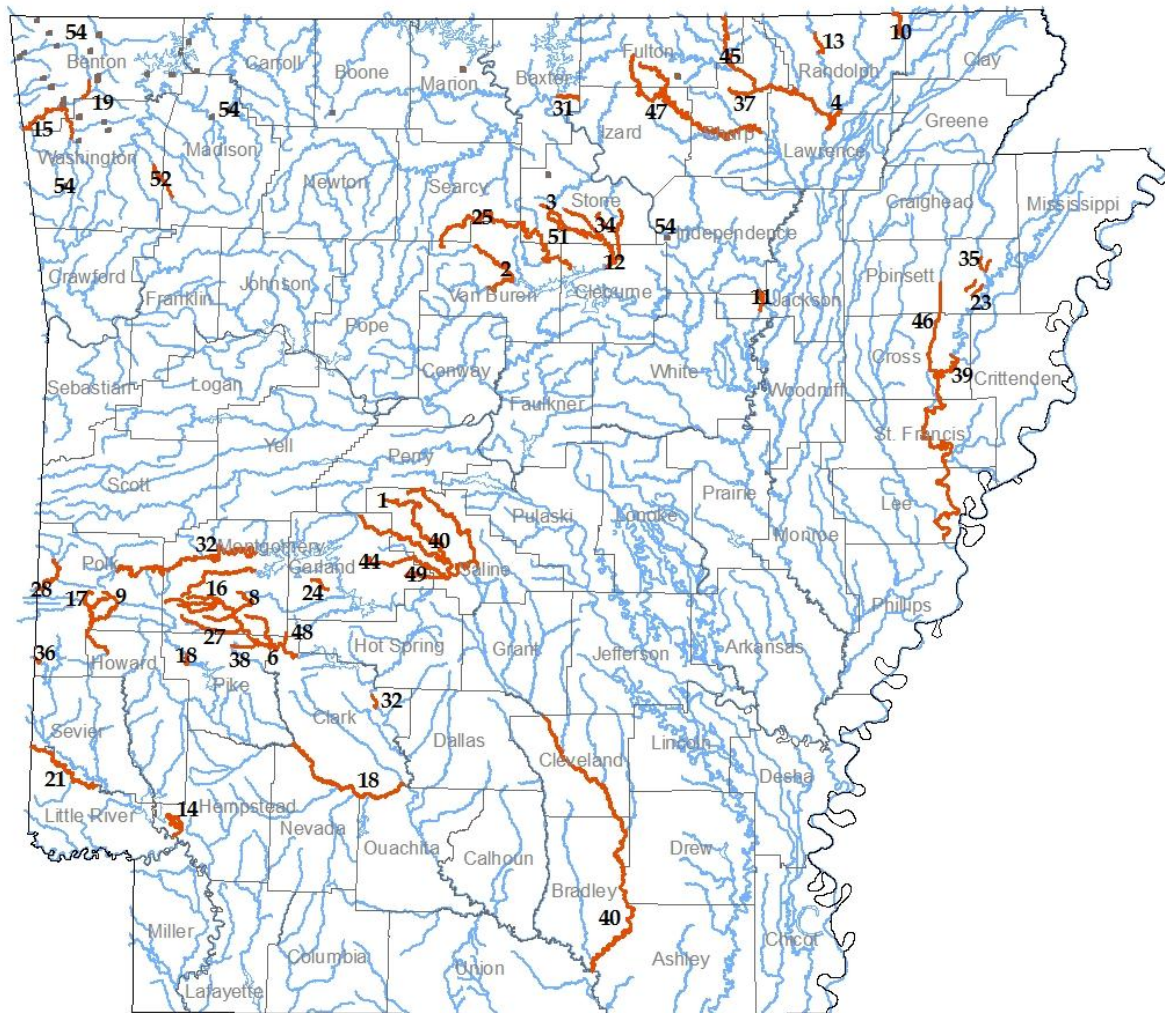 54
Benton
Carroll
Boone
Marion
Baxter
Fulton
45
13
10
Randolph
Clay
19
15
54
31
Izard
47
37
Sharp
4
Greene
Washington
Madison
Lawrence
54
52
Newton
Searcy
25
3
Stone
34
51
12
54
Independence
Craighead
Mississippi
Crawford
Franklin
Johnson
2
Van Buren
Cleburne
11
Jackson
Poinsett
35
23
46
Pope
Conway
Cross
39
Crittenden
Sebastian
Logan
Faulkner
White
Woodruff
St. Francis
Yell
Perry
Scott
1
Pulaski
Lonoke
Prairie
Lee
Monroe
32
Montgomery
40
Polk
Garland
44
49
Saline
28
17
9
16
8
24
Phillips
27
48
Hot Spring
Grant
Jefferson
Arkansas
36
Howard
18
38
6
Pike
32
Clark
Sevier
Dallas
Cleveland
Lincoln
Desha
21
18
Little River
14
Hempstead
Nevada
Ouachita
Calhoun
Drew
Bradley
40
Miller
Chicot
Columbia
Union
Ashley
Lafayette